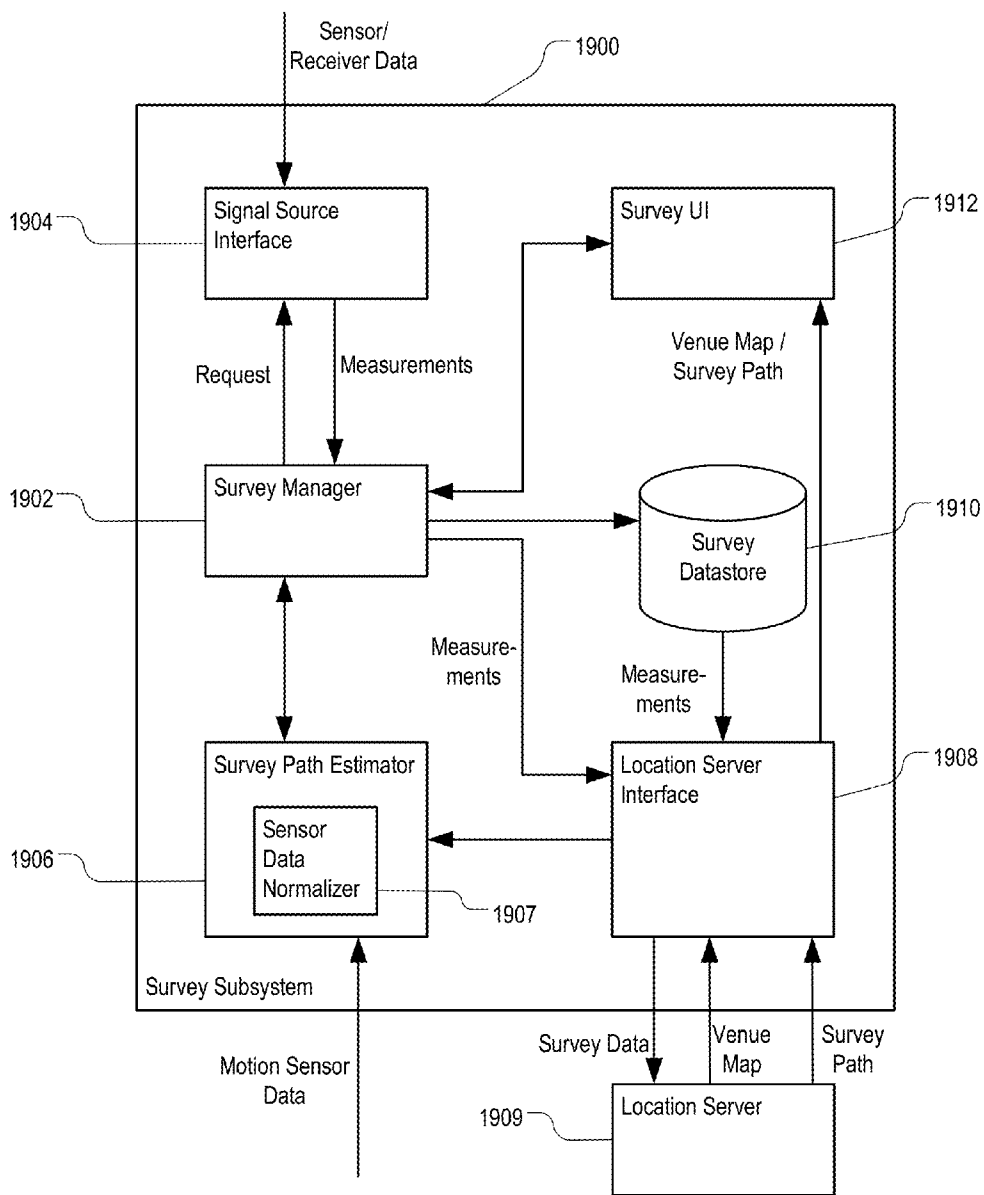 Sensor/
Receiver Data
1900
1904
Signal Source
Interface
Survey UI
1912
Request
Measurements
Venue Map /
Survey Path
1902
Survey Manager
Survey
Datastore
1910
Measure-
ments
Measure-
ments
Survey Path Estimator
Location Server
Interface
1908
1906
Sensor
Data
Normalizer
1907
Survey Subsystem
Motion Sensor
Data
Survey Data
Venue
Map
Survey
Path
1909
Location Server